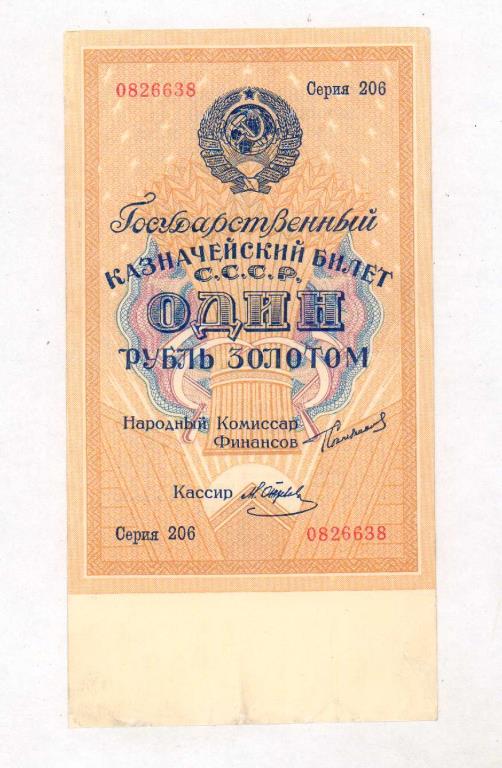 0826638 Серия 206
Государственный
КАЗНАЧЕЙСКИЙ БИЛЕТ
С.С.С.Р.
ОДИН
РУБЛЬ ЗОЛОТОМ
Народный Комиссар
Финансов
Кассир
Серия 206 0826638